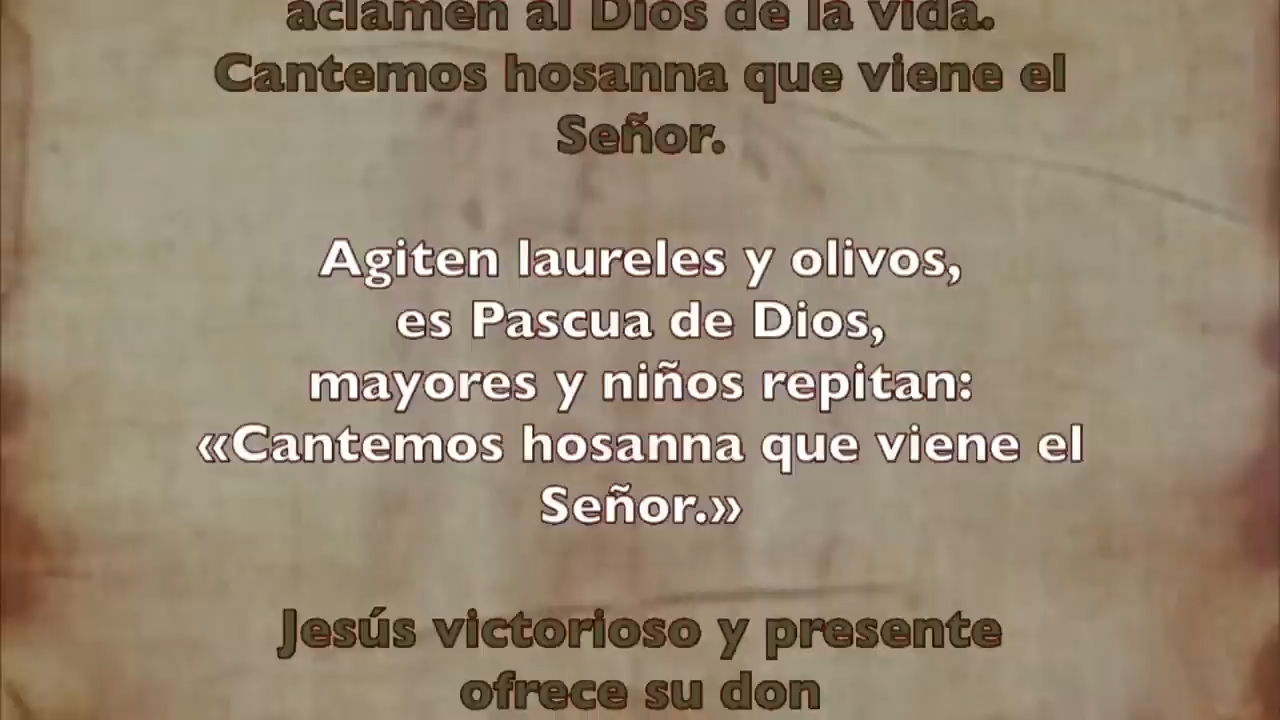 aclamen al Dios de la vida.
Cantemos hosanna que viene el
Señor.
Agiten laureles y olivos,
es Pascua de Dios,
mayores y niños repitan:
«Cantemos hosanna que viene el
Señor.»
Jesús victorioso y presente
ofrece su don